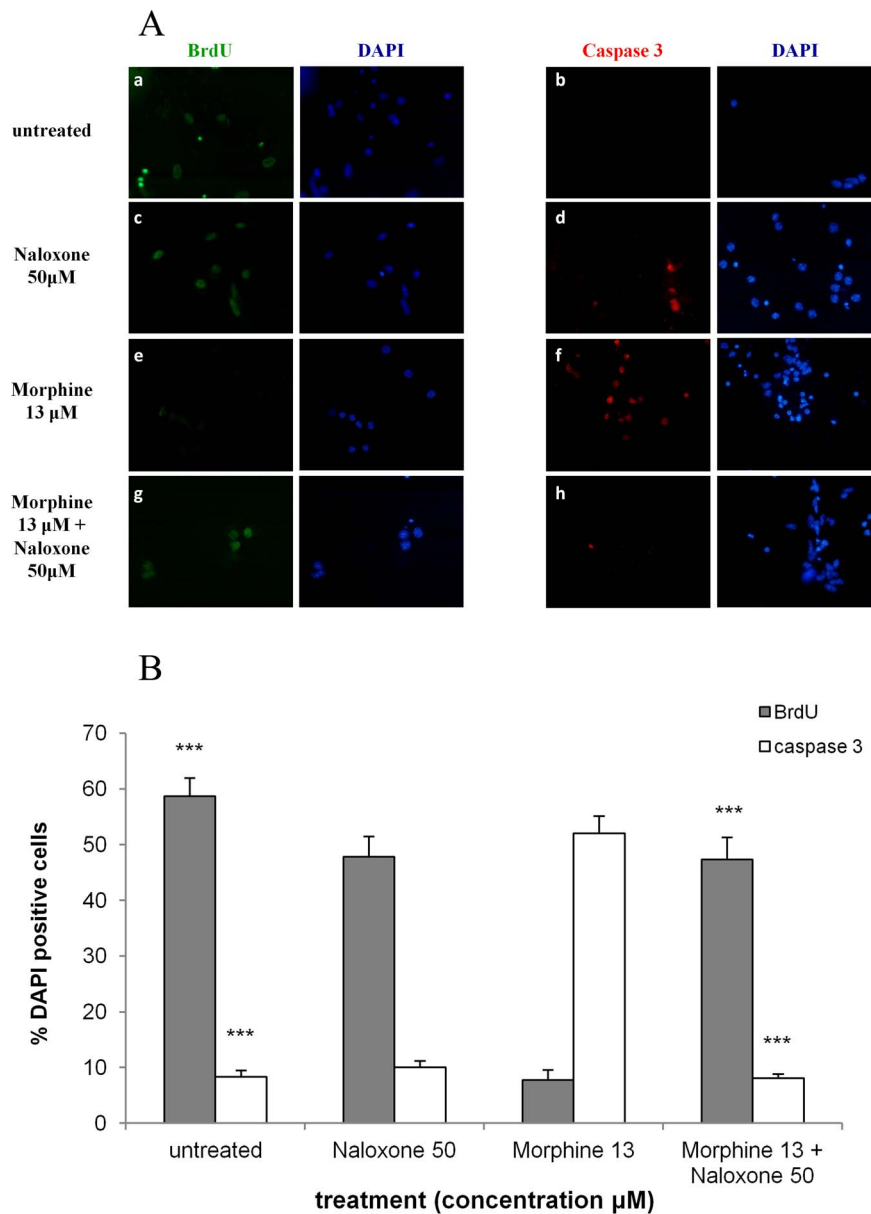 A
BrdU DAPI Caspase 3 DAPI
untreated
a
b
Naloxone
50µM
c
d
Morphine
13 µM
e
f
Morphine
13 µM +
Naloxone
50µM
g
h
B
BrdU
caspase 3
70
60
50
40
30
20
10
0
% DAPI positive cells
***
***
***
***
untreated
Naloxone 50
Morphine 13
Morphine 13 +
Naloxone 50
treatment (concentration µM)